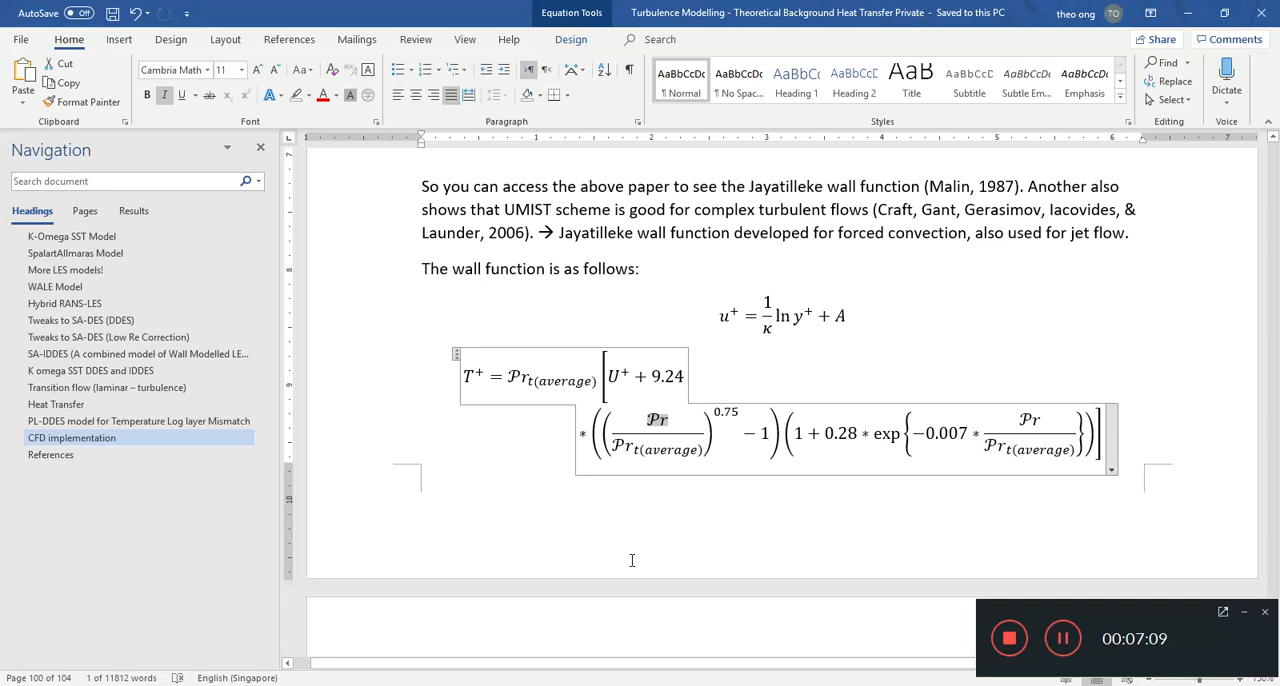 AutoSave Off
Equation Tools
Turbulence Modelling - Theoretical Background Heat Transfer Private - Saved to this PC
theo ong TO
File Home Insert Design Layout References Mailings Review View Help Design Search
Share Comments
Paste
Cut
Copy
Format Painter
Cambria Math 11
AaBbCcDc AaBbCcDc AaBbCc AaBbCcD AaB AaBbCcD AaBbCcDc AaBbCcDc
¶ Normal ¶ No Spac... Heading 1 Heading 2 Title Subtitle Subtle Em... Emphasis
Find
Replace
Select
Dictate
Clipboard Font Paragraph Styles Editing Voice
Navigation
Search document
Headings Pages Results
K-Omega SST Model
SpalartAllmaras Model
More LES models!
WALE Model
Hybrid RANS-LES
Tweaks to SA-DES (DDES)
Tweaks to SA-DES (Low Re Correction)
SA-IDDES (A combined model of Wall Modelled LE...
K omega SST DDES and IDDES
Transition flow (laminar – turbulence)
Heat Transfer
PL-DDES model for Temperature Log layer Mismatch
CFD implementation
References
So you can access the above paper to see the Jayatilleke wall function (Malin, 1987). Another also
shows that UMIST scheme is good for complex turbulent flows (Craft, Gant, Gerasimov, Iacovides, &
Launder, 2006). → Jayatilleke wall function developed for forced convection, also used for jet flow.
The wall function is as follows:
u⁺ = 1/κ ln y⁺ + A
T⁺ = Pr_t(average) [U⁺ + 9.24
* ((Pr/Pr_t(average))^0.75 − 1)(1 + 0.28 * exp{−0.007 * Pr/Pr_t(average)})]
00:07:09
Page 100 of 104 1 of 11812 words English (Singapore)